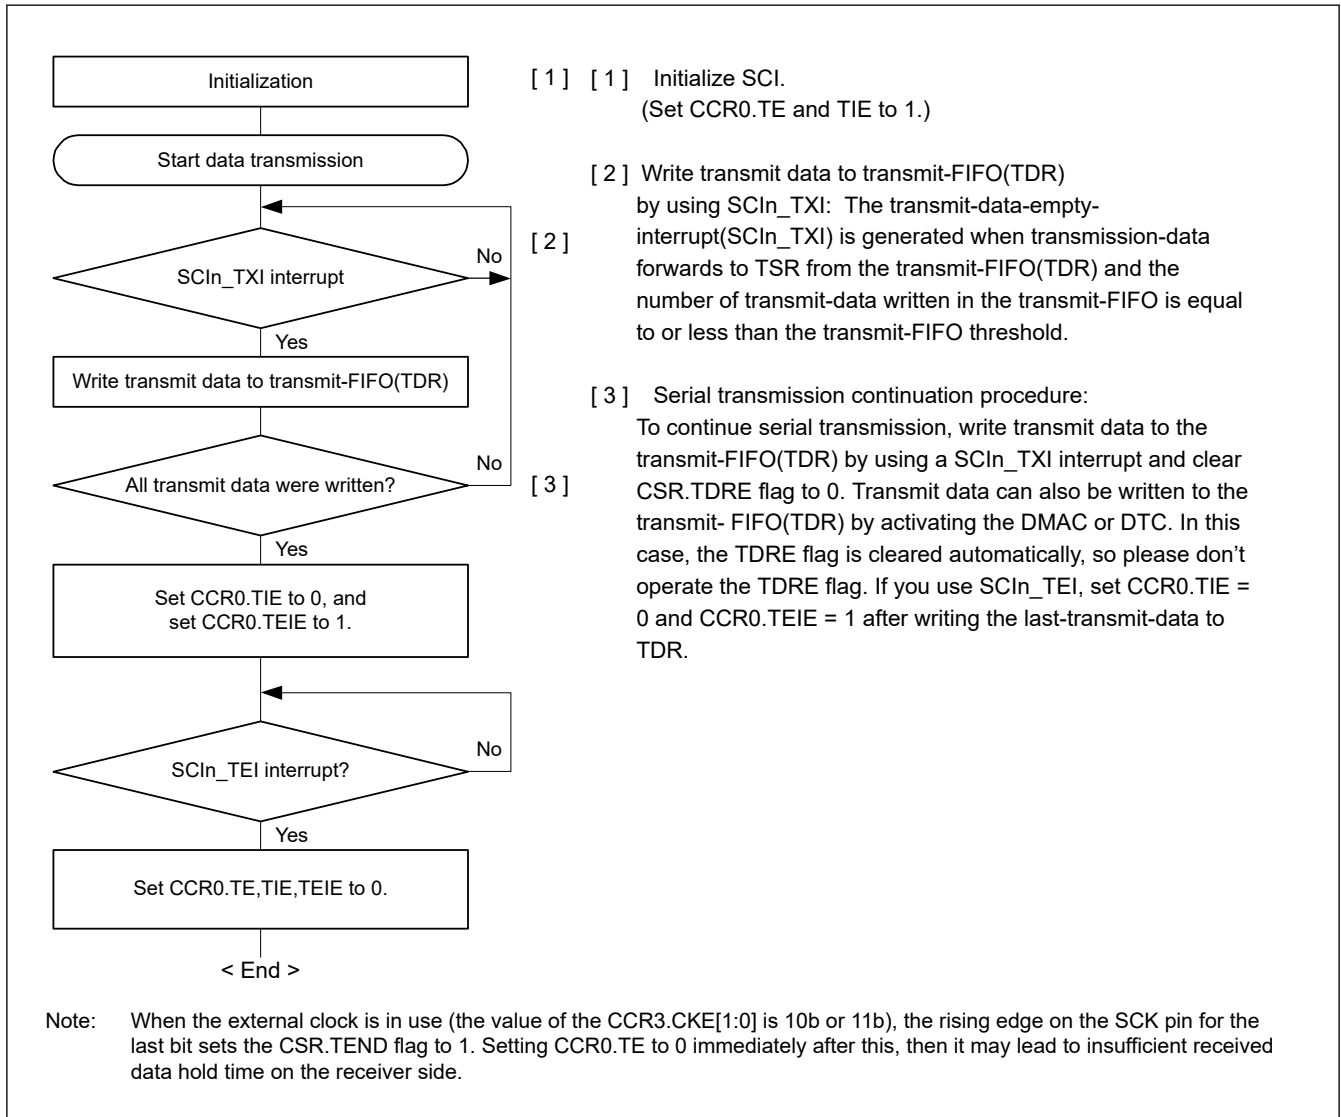 Initialization
[ 1 ]
Start data transmission
SCIn_TXI interrupt
No
[ 2 ]
Yes
Write transmit data to transmit-FIFO(TDR)
All transmit data were written?
No
[ 3 ]
Yes
Set CCR0.TIE to 0, and
set CCR0.TEIE to 1.
SCIn_TEI interrupt?
No
Yes
Set CCR0.TE,TIE,TEIE to 0.
< End >
[ 1 ] Initialize SCI.
(Set CCR0.TE and TIE to 1.)
[ 2 ] Write transmit data to transmit-FIFO(TDR)
by using SCIn_TXI: The transmit-data-empty-
interrupt(SCIn_TXI) is generated when transmission-data
forwards to TSR from the transmit-FIFO(TDR) and the
number of transmit-data written in the transmit-FIFO is equal
to or less than the transmit-FIFO threshold.
[ 3 ] Serial transmission continuation procedure:
To continue serial transmission, write transmit data to the
transmit-FIFO(TDR) by using a SCIn_TXI interrupt and clear
CSR.TDRE flag to 0. Transmit data can also be written to the
transmit- FIFO(TDR) by activating the DMAC or DTC. In this
case, the TDRE flag is cleared automatically, so please don't
operate the TDRE flag. If you use SCIn_TEI, set CCR0.TIE =
0 and CCR0.TEIE = 1 after writing the last-transmit-data to
TDR.
Note: When the external clock is in use (the value of the CCR3.CKE[1:0] is 10b or 11b), the rising edge on the SCK pin for the
last bit sets the CSR.TEND flag to 1. Setting CCR0.TE to 0 immediately after this, then it may lead to insufficient received
data hold time on the receiver side.